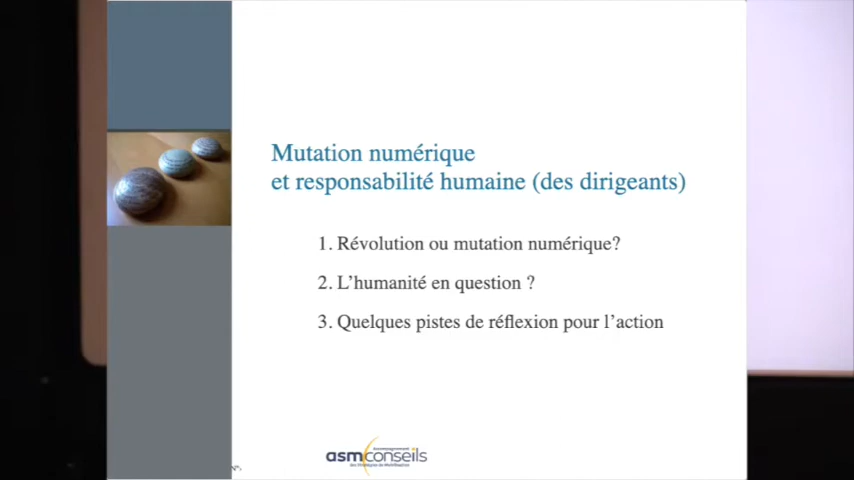 Mutation numérique
et responsabilité humaine (des dirigeants)
1. Révolution ou mutation numérique?
2. L’humanité en question ?
3. Quelques pistes de réflexion pour l’action
asmconseils